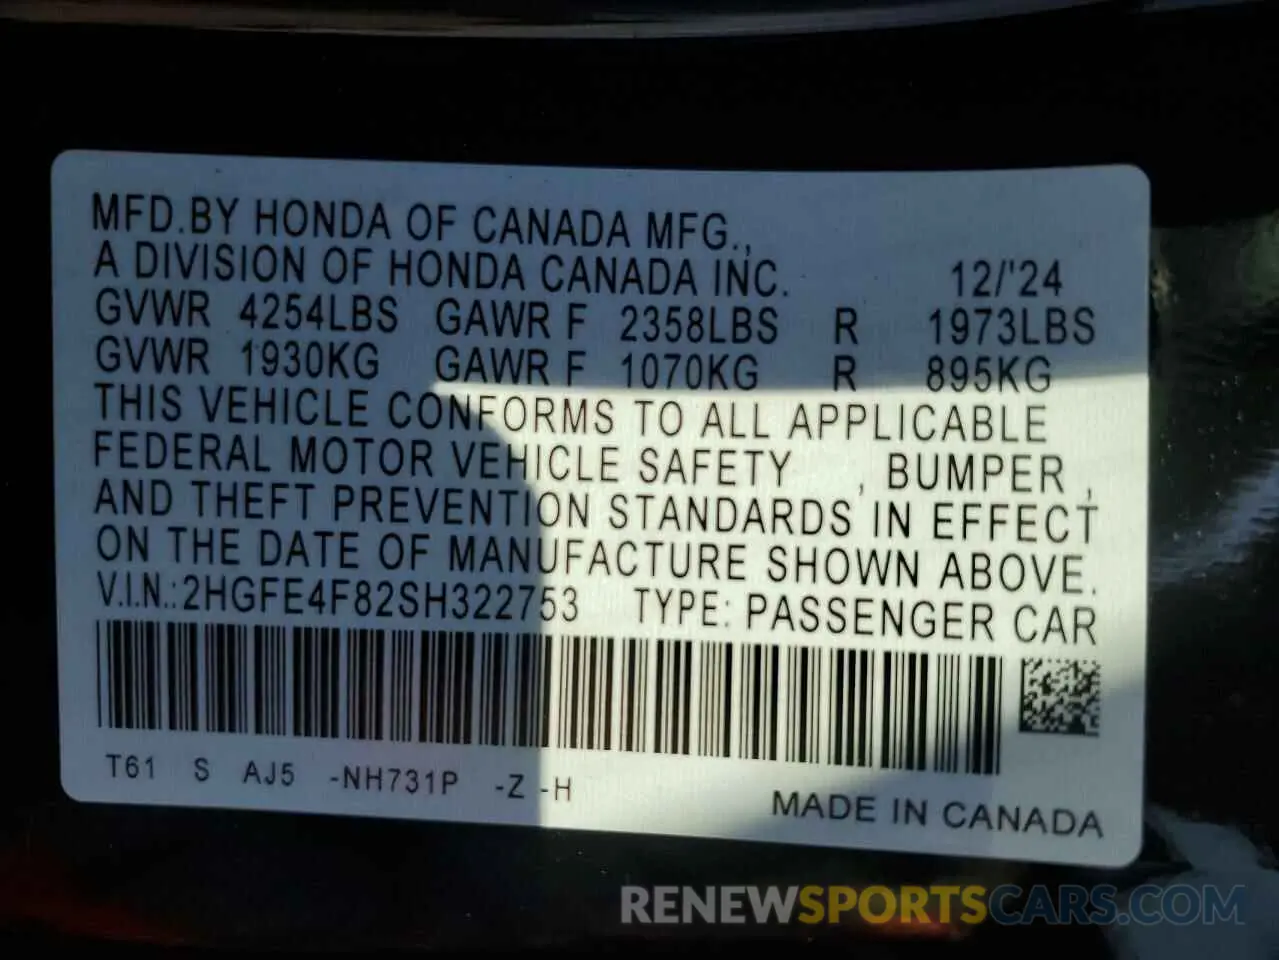 MFD.BY HONDA OF CANADA MFG.,
A DIVISION OF HONDA CANADA INC. 12/'24
GVWR 4254LBS GAWR F 2358LBS R 1973LBS
GVWR 1930KG GAWR F 1070KG R 895KG
THIS VEHICLE CONFORMS TO ALL APPLICABLE
FEDERAL MOTOR VEHICLE SAFETY , BUMPER ,
AND THEFT PREVENTION STANDARDS IN EFFECT
ON THE DATE OF MANUFACTURE SHOWN ABOVE.
V.I.N.:2HGFE4F82SH322753 TYPE: PASSENGER CAR
T61 S AJ5 -NH731P -Z -H
MADE IN CANADA
RENEWSPORTSCARS.COM